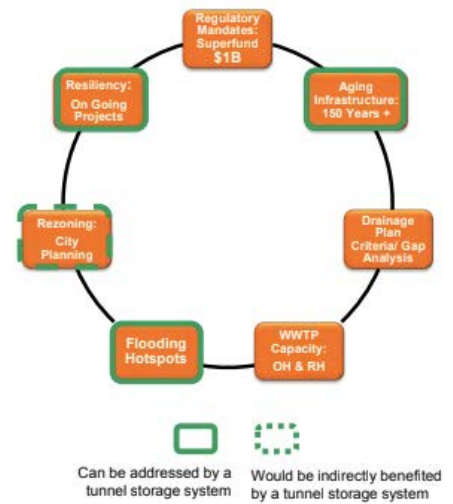 Regulatory
Mandates:
Superfund
$1B
Aging
Infrastructure:
150 Years +
Drainage
Plan
Criteria/ Gap
Analysis
WWTP
Capacity:
OH & RH
Flooding
Hotspots
Rezoning:
City
Planning
Resiliency:
On Going
Projects
Can be addressed by a
tunnel storage system
Would be indirectly benefited
by a tunnel storage system